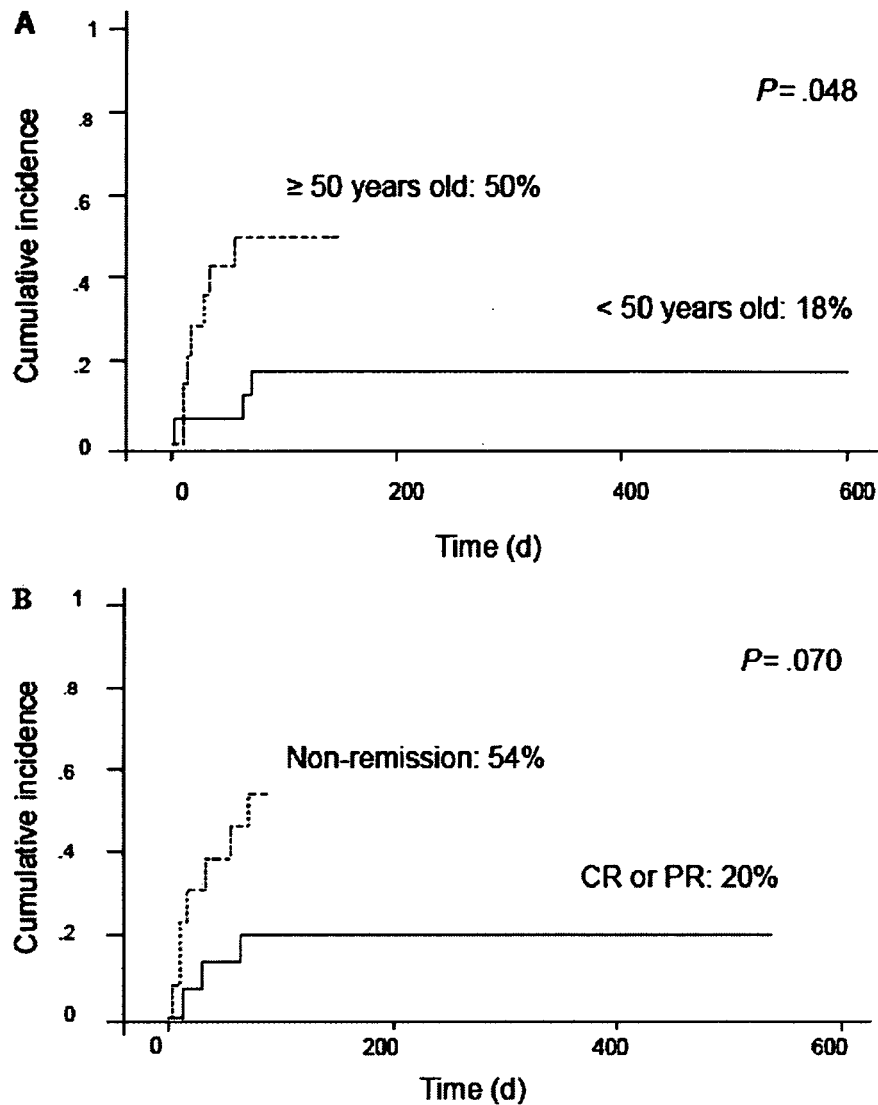 A
1
P= .048
.8
≥ 50 years old: 50%
.6
.4
< 50 years old: 18%
.2
0
Cumulative incidence
0 200 400 600
Time (d)
B
1
P= .070
.8
Non-remission: 54%
.6
.4
CR or PR: 20%
.2
0
Cumulative incidence
0 200 400 600
Time (d)